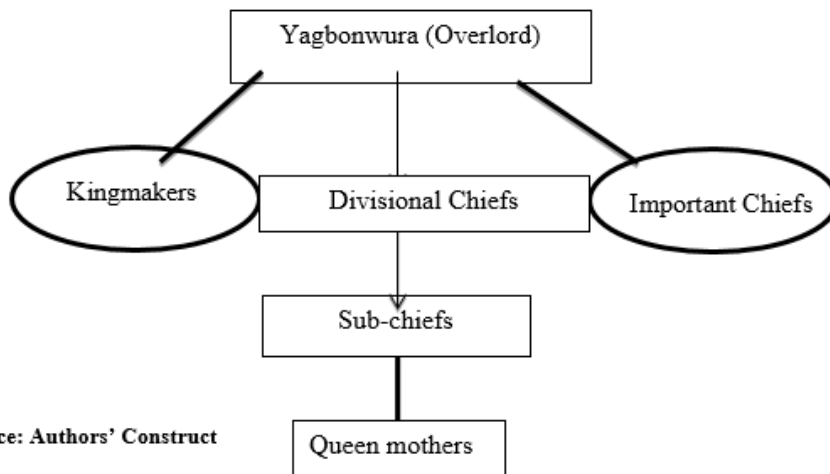 Yagbonwura (Overlord)
Kingmakers
Divisional Chiefs
Important Chiefs
Sub-chiefs
ce: Authors’ Construct
Queen mothers